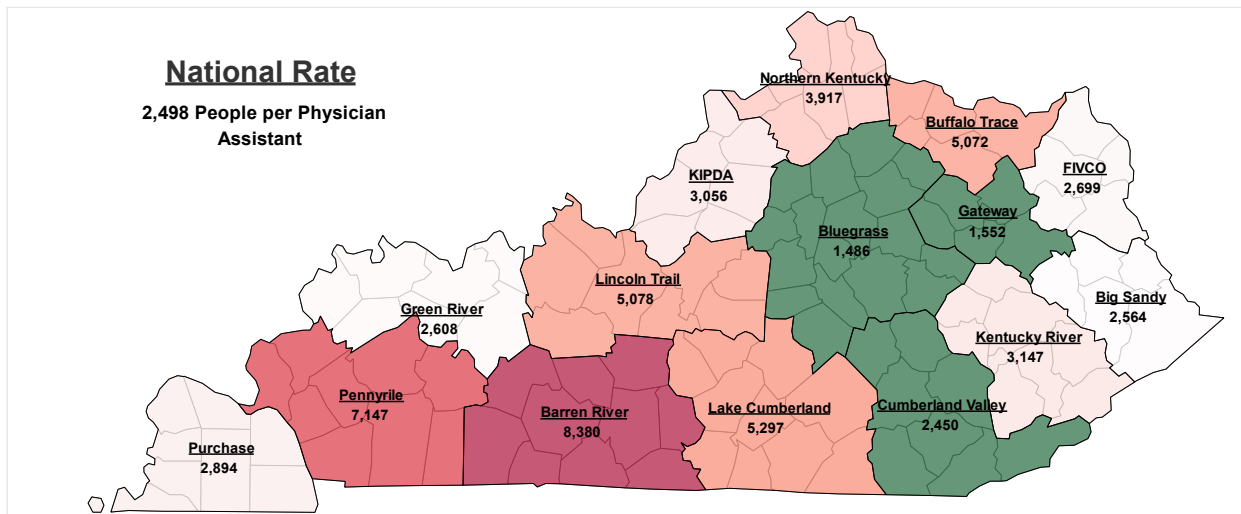 National Rate
2,498 People per Physician
Assistant
Northern Kentucky
3,917
Buffalo Trace
5,072
KIPDA
3,056
FIVCO
2,699
Gateway
1,552
Bluegrass
1,486
Lincoln Trail
5,078
Green River
2,608
Big Sandy
2,564
Kentucky River
3,147
Pennyrile
7,147
Barren River
8,380
Lake Cumberland
5,297
Cumberland Valley
2,450
Purchase
2,894